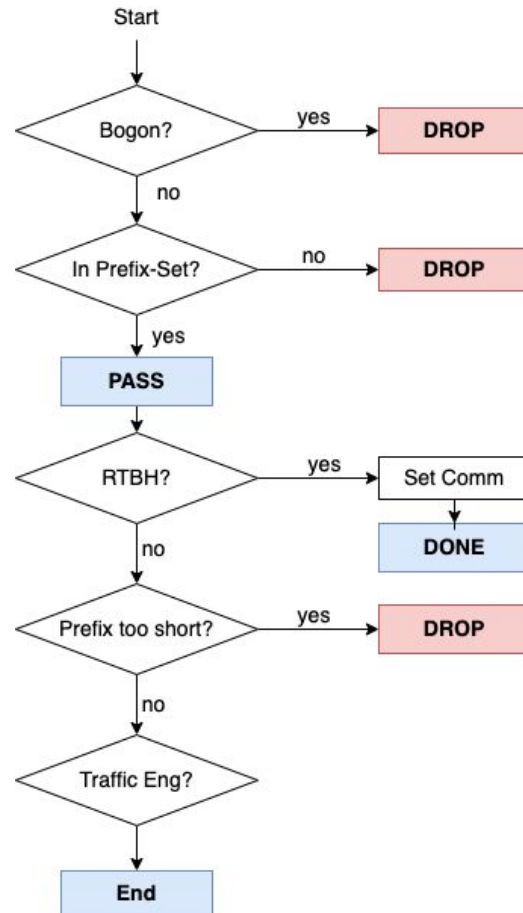 Start
Bogon?
yes
DROP
no
In Prefix-Set?
no
DROP
yes
PASS
RTBH?
yes
Set Comm
DONE
no
Prefix too short?
yes
DROP
no
Traffic Eng?
End